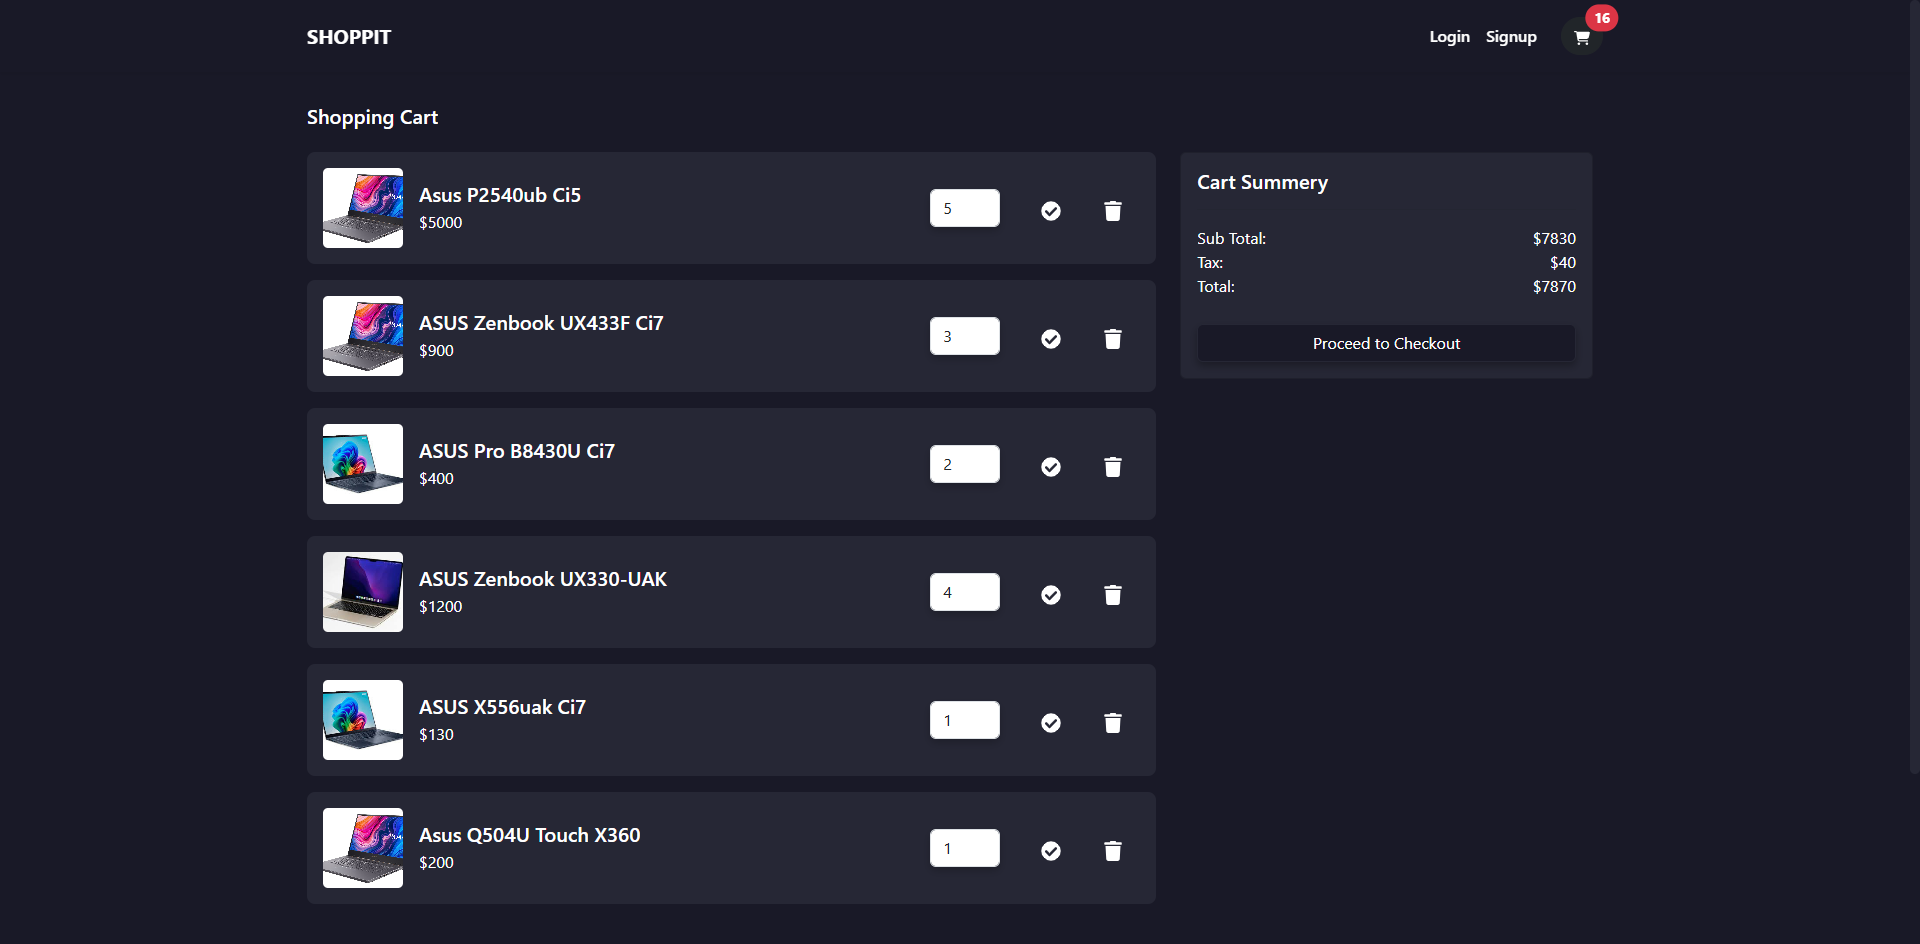 SHOPPIT
Login Signup 16
Shopping Cart
Asus P2540ub Ci5
$5000
5
ASUS Zenbook UX433F Ci7
$900
3
ASUS Pro B8430U Ci7
$400
2
ASUS Zenbook UX330-UAK
$1200
4
ASUS X556uak Ci7
$130
1
Asus Q504U Touch X360
$200
1
Cart Summery
Sub Total: $7830
Tax: $40
Total: $7870
Proceed to Checkout